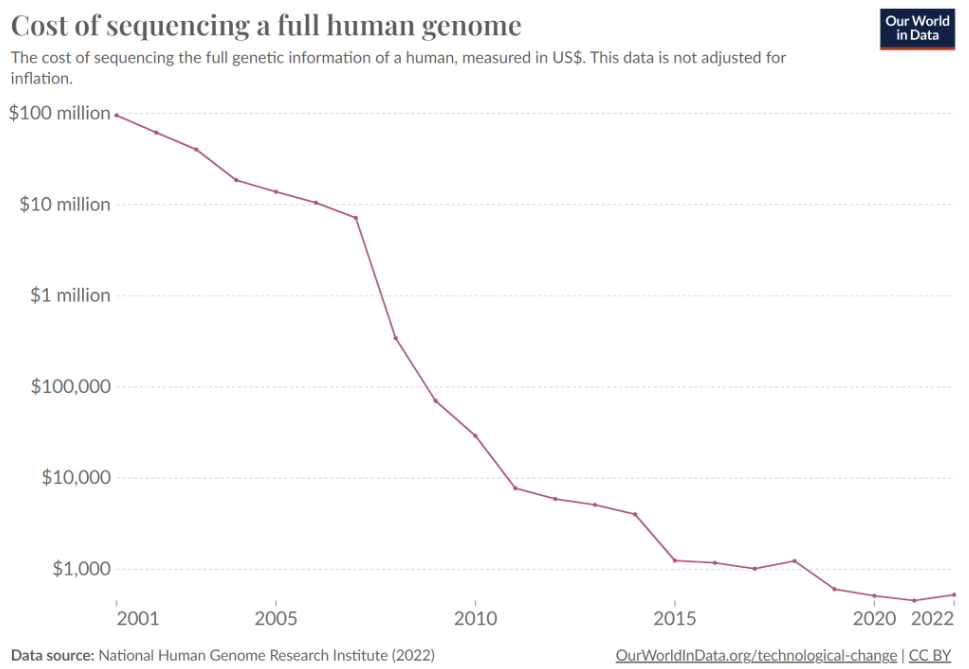 Cost of sequencing a full human genome
Our World
in Data
The cost of sequencing the full genetic information of a human, measured in US$. This data is not adjusted for
inflation.
$100 million
$10 million
$1 million
$100,000
$10,000
$1,000
2001 2005 2010 2015 2020 2022
Data source: National Human Genome Research Institute (2022) OurWorldInData.org/technological-change | CC BY